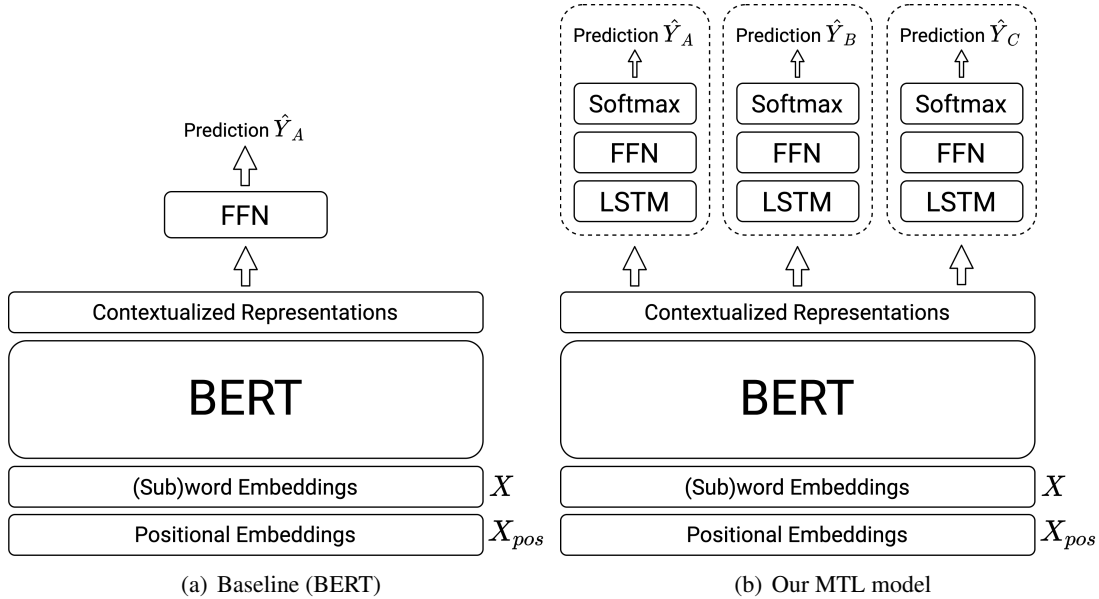 Prediction Ŷ_A
FFN
Contextualized Representations
BERT
(Sub)word Embeddings X
Positional Embeddings X_pos
(a) Baseline (BERT)
Prediction Ŷ_A Prediction Ŷ_B Prediction Ŷ_C
Softmax Softmax Softmax
FFN FFN FFN
LSTM LSTM LSTM
Contextualized Representations
BERT
(Sub)word Embeddings X
Positional Embeddings X_pos
(b) Our MTL model